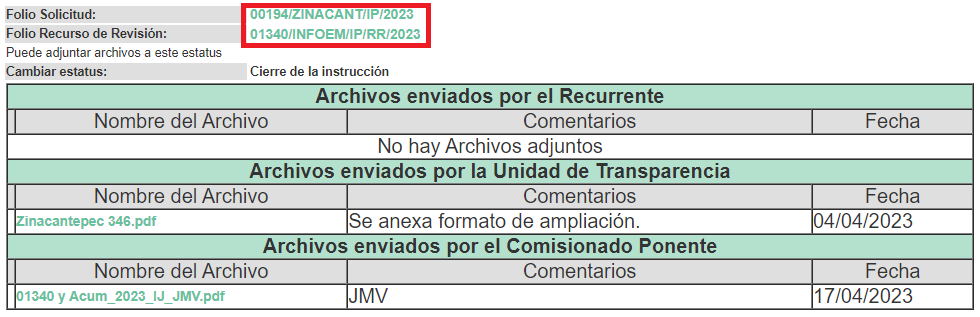 Folio Solicitud: 00194/ZINACANT/IP/2023
Folio Recurso de Revisión: 01340/INFOEM/IP/RR/2023
Puede adjuntar archivos a este estatus
Cambiar estatus: Cierre de la instrucción
Archivos enviados por el Recurrente
Nombre del Archivo Comentarios Fecha
No hay Archivos adjuntos
Archivos enviados por la Unidad de Transparencia
Nombre del Archivo Comentarios Fecha
Zinacantepec 346.pdf Se anexa formato de ampliación. 04/04/2023
Archivos enviados por el Comisionado Ponente
Nombre del Archivo Comentarios Fecha
01340 y Acum_2023_IJ_JMV.pdf JMV 17/04/2023